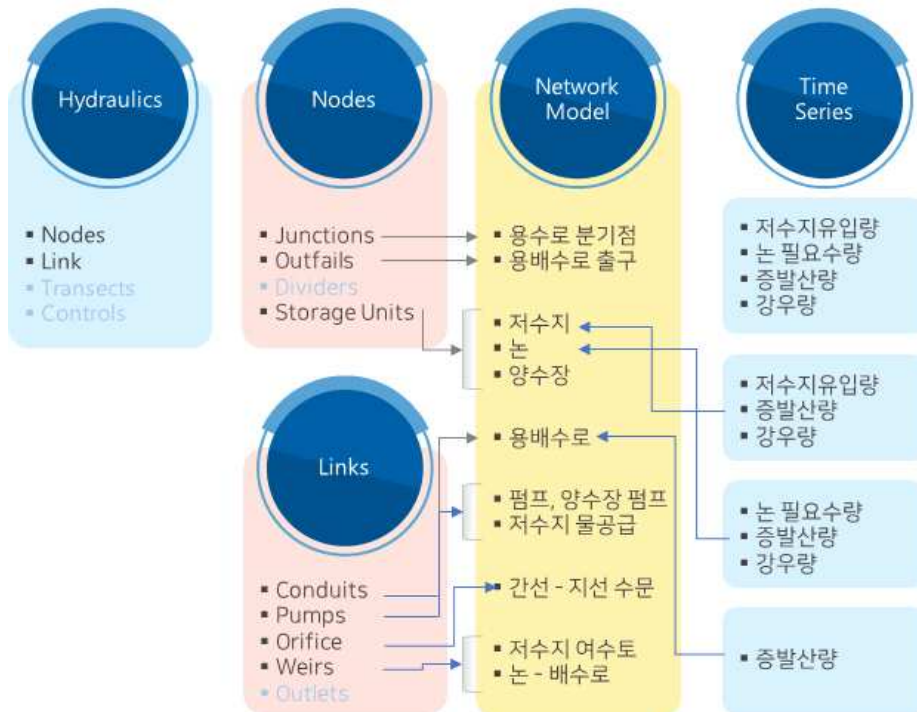 Hydraulics
▪ Nodes
▪ Link
▪ Transects
▪ Controls
Nodes
▪ Junctions
▪ Outfails
▪ Dividers
▪ Storage Units
Links
▪ Conduits
▪ Pumps
▪ Orifice
▪ Weirs
▪ Outlets
Network
Model
▪ 용수로 분기점
▪ 용배수로 출구
▪ 저수지
▪ 논
▪ 양수장
▪ 용배수로
▪ 펌프, 양수장 펌프
▪ 저수지 물공급
▪ 간선 - 지선 수문
▪ 저수지 여수토
▪ 논 - 배수로
Time
Series
▪ 저수지유입량
▪ 논 필요수량
▪ 증발산량
▪ 강우량
▪ 저수지유입량
▪ 증발산량
▪ 강우량
▪ 논 필요수량
▪ 증발산량
▪ 강우량
▪ 증발산량